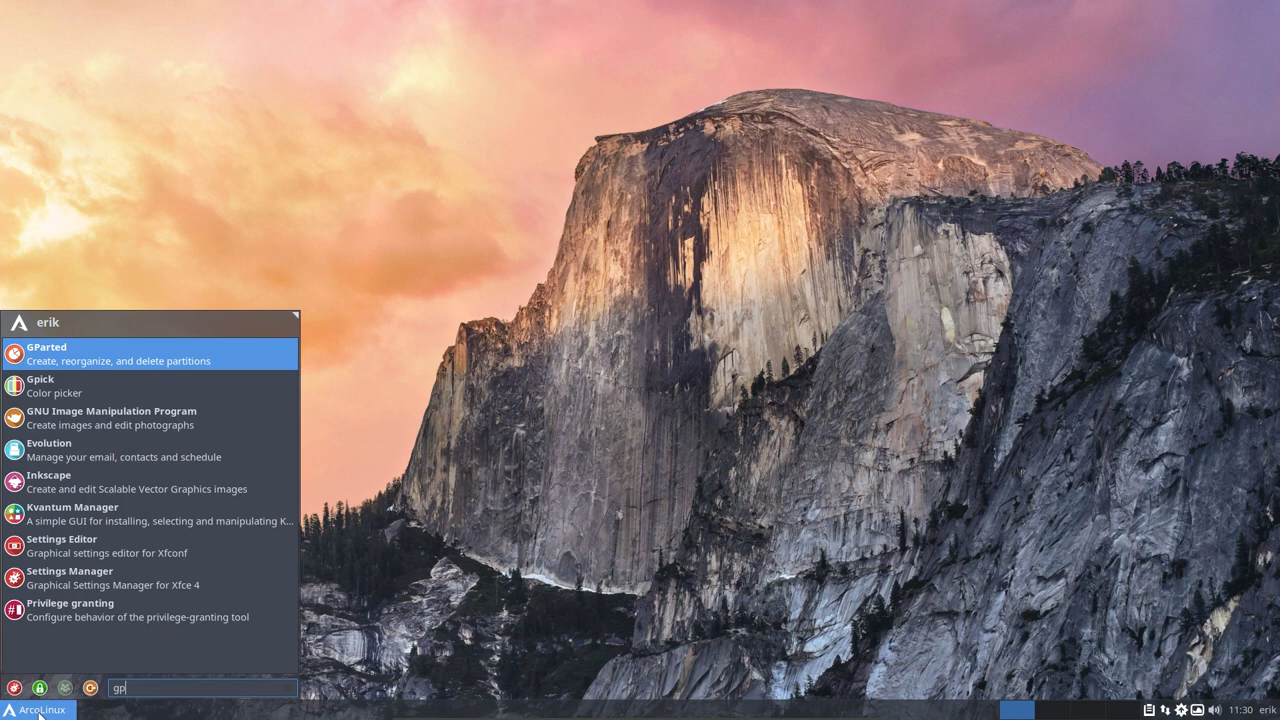 erik
GParted
Create, reorganize, and delete partitions
Gpick
Color picker
GNU Image Manipulation Program
Create images and edit photographs
Evolution
Manage your email, contacts and schedule
Inkscape
Create and edit Scalable Vector Graphics images
Kvantum Manager
A simple GUI for installing, selecting and manipulating K...
Settings Editor
Graphical settings editor for Xfconf
Settings Manager
Graphical Settings Manager for Xfce 4
Privilege granting
Configure behavior of the privilege-granting tool
gp
ArcoLinux
11:30 erik